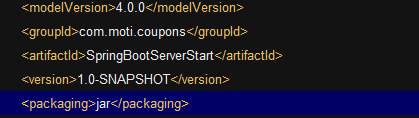 <modelVersion>4.0.0</modelVersion>
<groupId>com.moti.coupons</groupId>
<artifactId>SpringBootServerStart</artifactId>
<version>1.0-SNAPSHOT</version>
<packaging>jar</packaging>